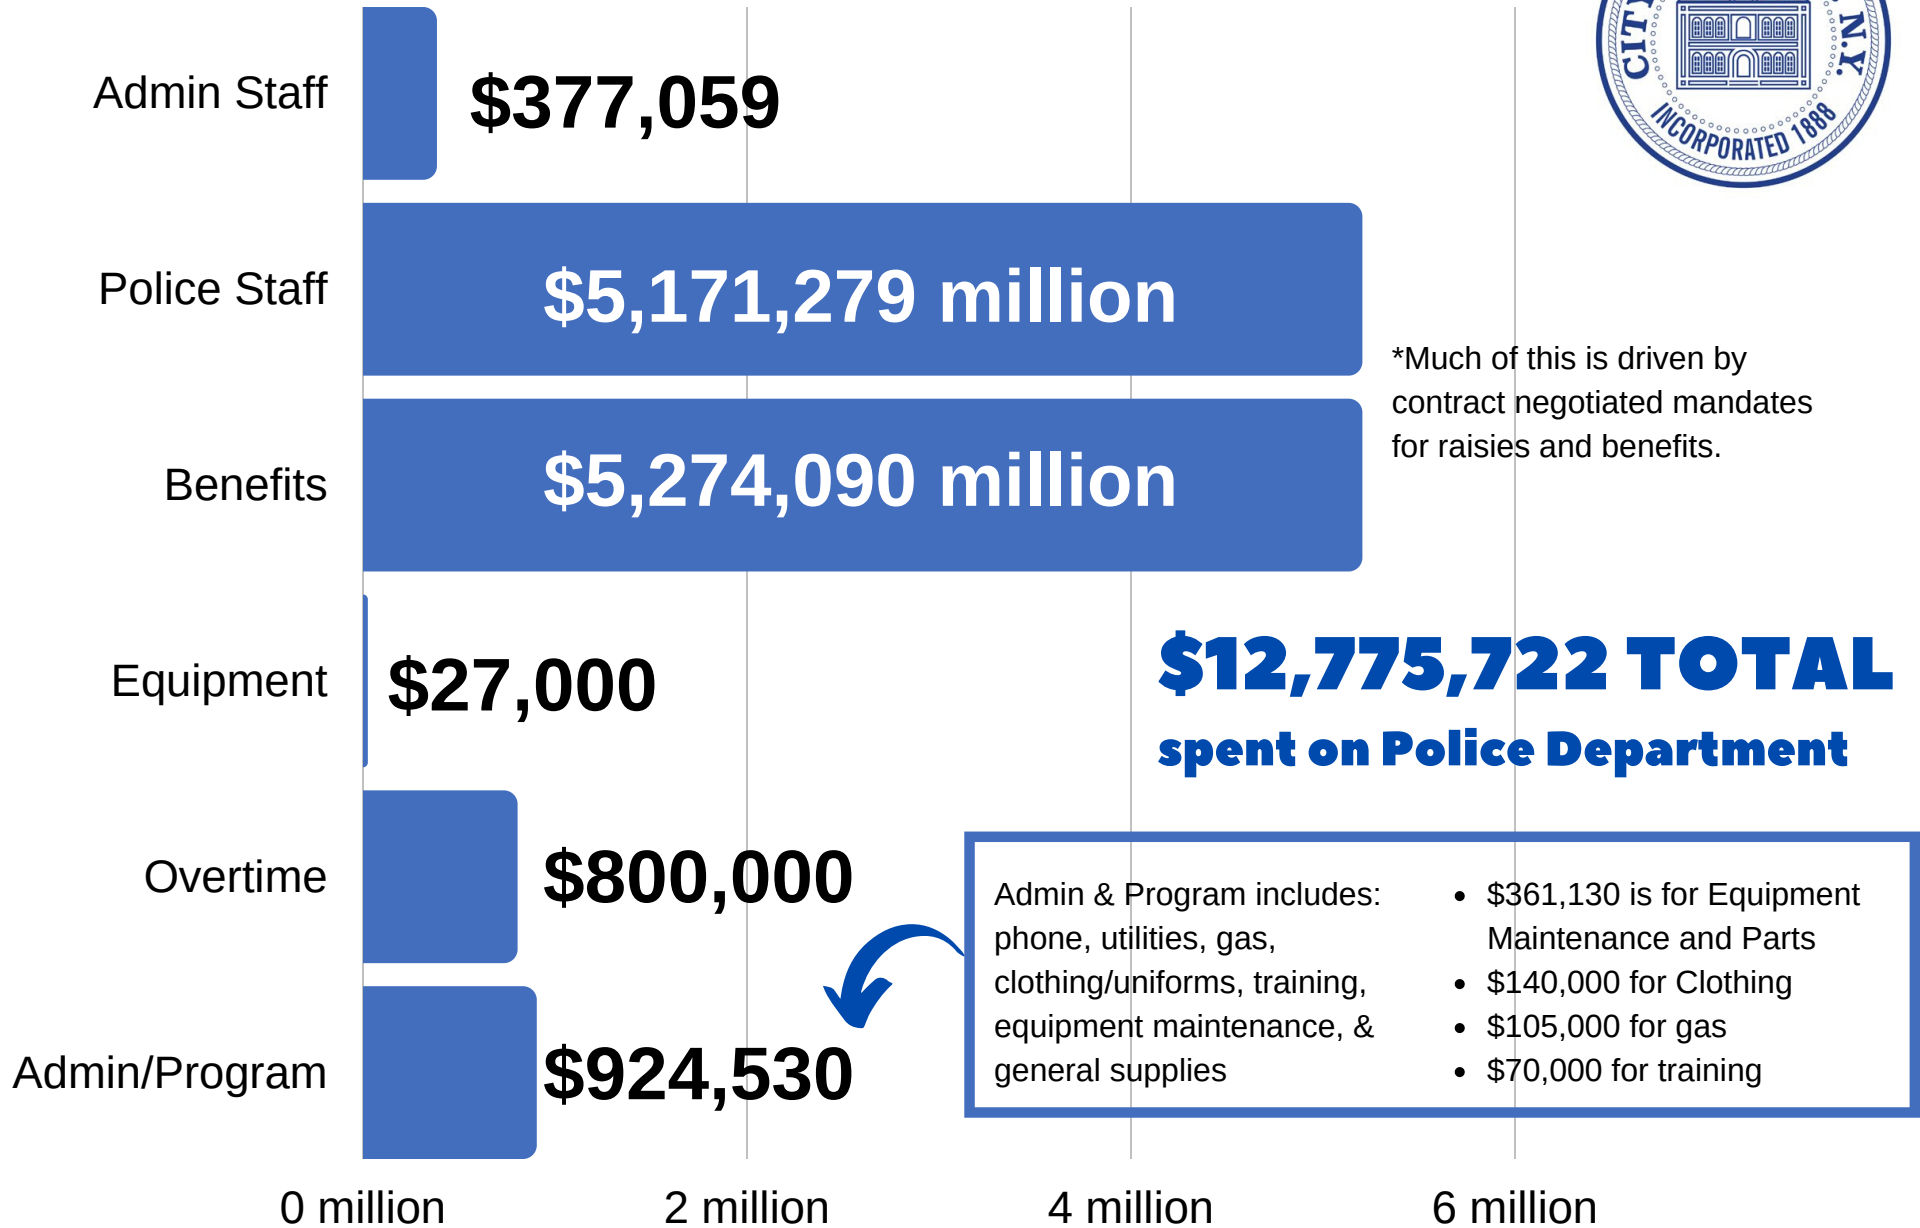 CITY
N.Y.
INCORPORATED 1888
Admin Staff
$377,059
Police Staff
$5,171,279 million
Benefits
$5,274,090 million
*Much of this is driven by
contract negotiated mandates
for raisies and benefits.
Equipment
$27,000
$12,775,722 TOTAL
spent on Police Department
Overtime
$800,000
Admin/Program
$924,530
Admin & Program includes:
phone, utilities, gas,
clothing/uniforms, training,
equipment maintenance, &
general supplies
• $361,130 is for Equipment
Maintenance and Parts
• $140,000 for Clothing
• $105,000 for gas
• $70,000 for training
0 million
2 million
4 million
6 million